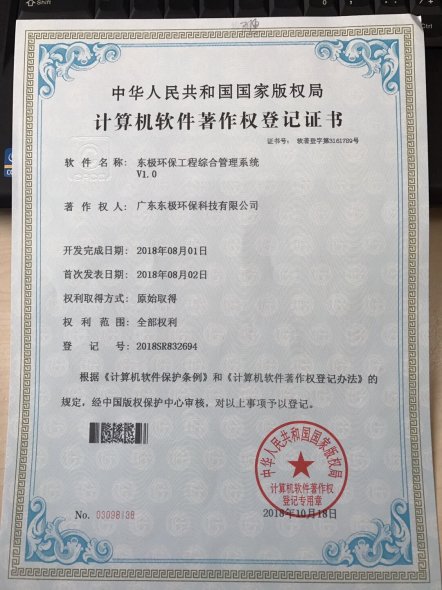 中华人民共和国国家版权局
计算机软件著作权登记证书
证书号： 软著登字第3161789号
软件名称： 东极环保工程综合管理系统
V1.0
著作权人： 广东东极环保科技有限公司
开发完成日期： 2018年08月01日
首次发表日期： 2018年08月02日
权利取得方式： 原始取得
权利范围： 全部权利
登记号： 2018SR832694
根据《计算机软件保护条例》和《计算机软件著作权登记办法》的
规定，经中国版权保护中心审核，对以上事项予以登记。
中华人民共和国国家版权局
计算机软件著作权
登记专用章
2018年10月18日
No. 03098138
Shift
Ctrl